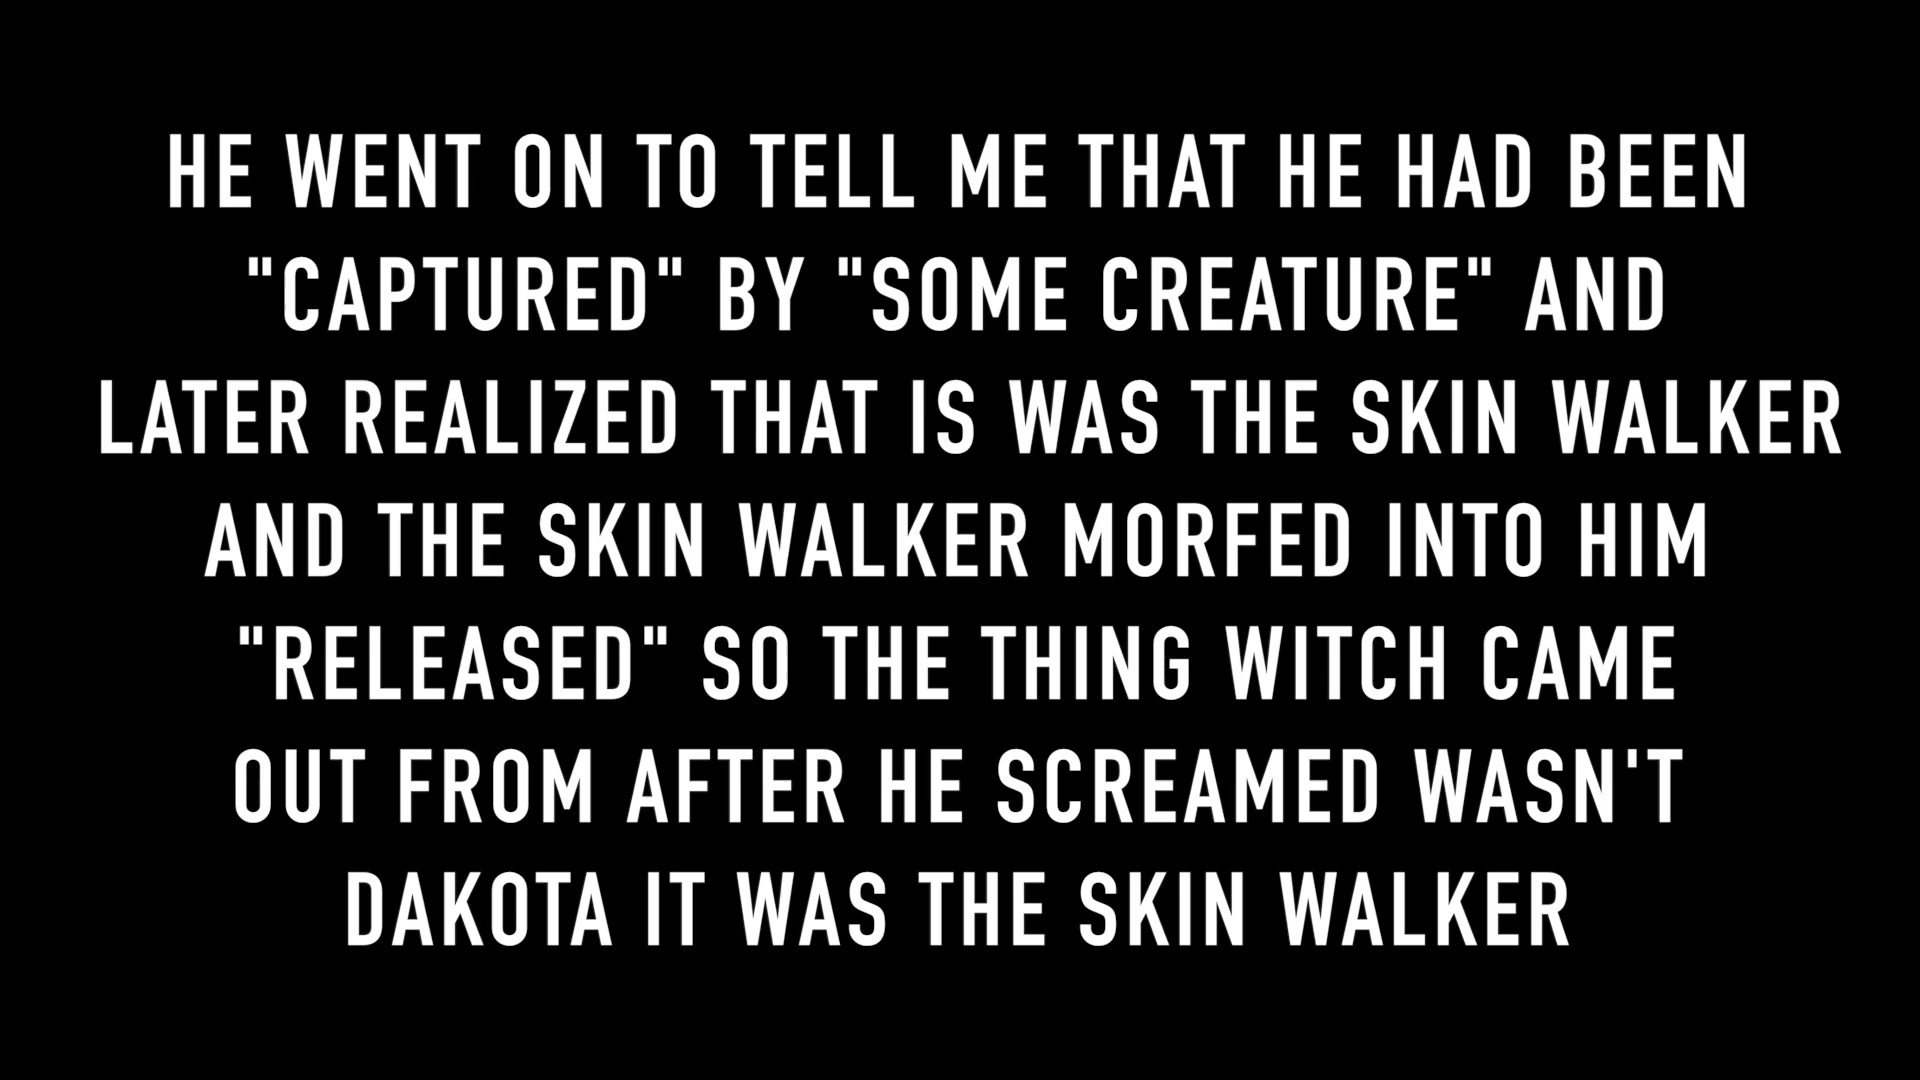 HE WENT ON TO TELL ME THAT HE HAD BEEN
"CAPTURED" BY "SOME CREATURE" AND
LATER REALIZED THAT IS WAS THE SKIN WALKER
AND THE SKIN WALKER MORFED INTO HIM
"RELEASED" SO THE THING WITCH CAME
OUT FROM AFTER HE SCREAMED WASN'T
DAKOTA IT WAS THE SKIN WALKER